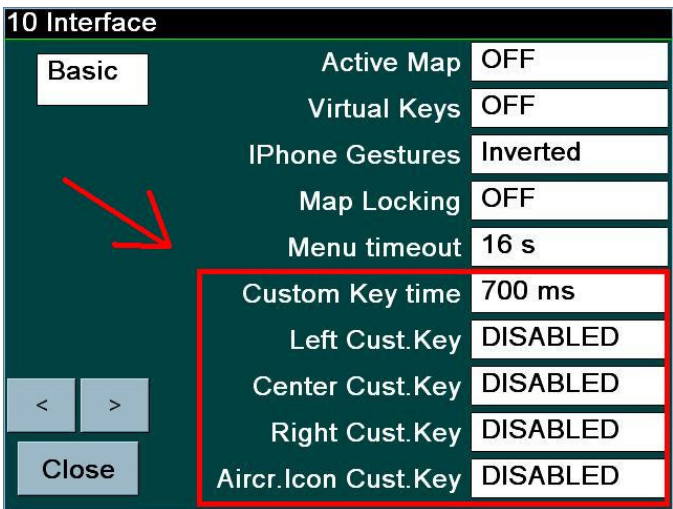 10 Interface
Basic
Active Map OFF
Virtual Keys OFF
IPhone Gestures Inverted
Map Locking OFF
Menu timeout 16 s
Custom Key time 700 ms
Left Cust.Key DISABLED
Center Cust.Key DISABLED
Right Cust.Key DISABLED
Aircr.Icon Cust.Key DISABLED
< >
Close